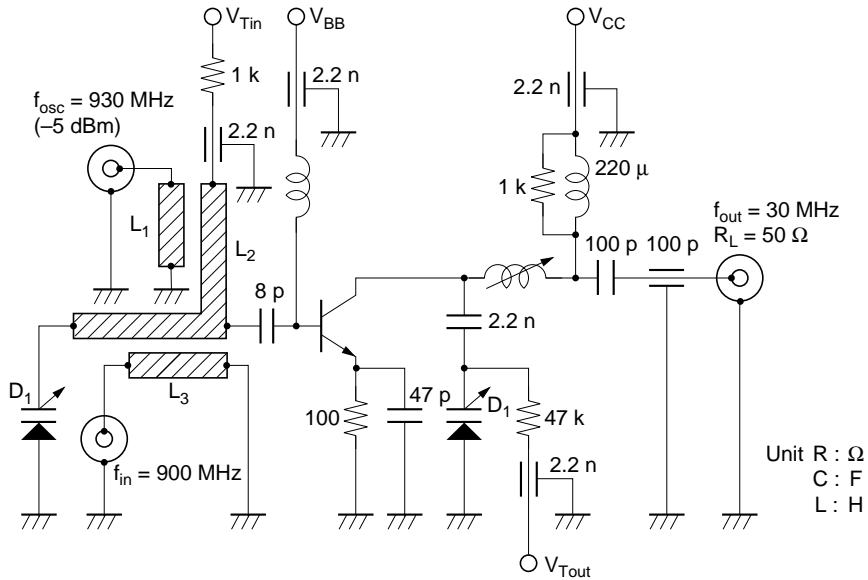 V_Tin
V_BB
V_CC
1 k
2.2 n
2.2 n
f_osc = 930 MHz
(–5 dBm)
2.2 n
220 μ
1 k
L_1
L_2
f_out = 30 MHz
R_L = 50 Ω
100 p
100 p
8 p
2.2 n
D_1
L_3
100
47 p
D_1
47 k
f_in = 900 MHz
2.2 n
Unit R : Ω
C : F
L : H
V_Tout